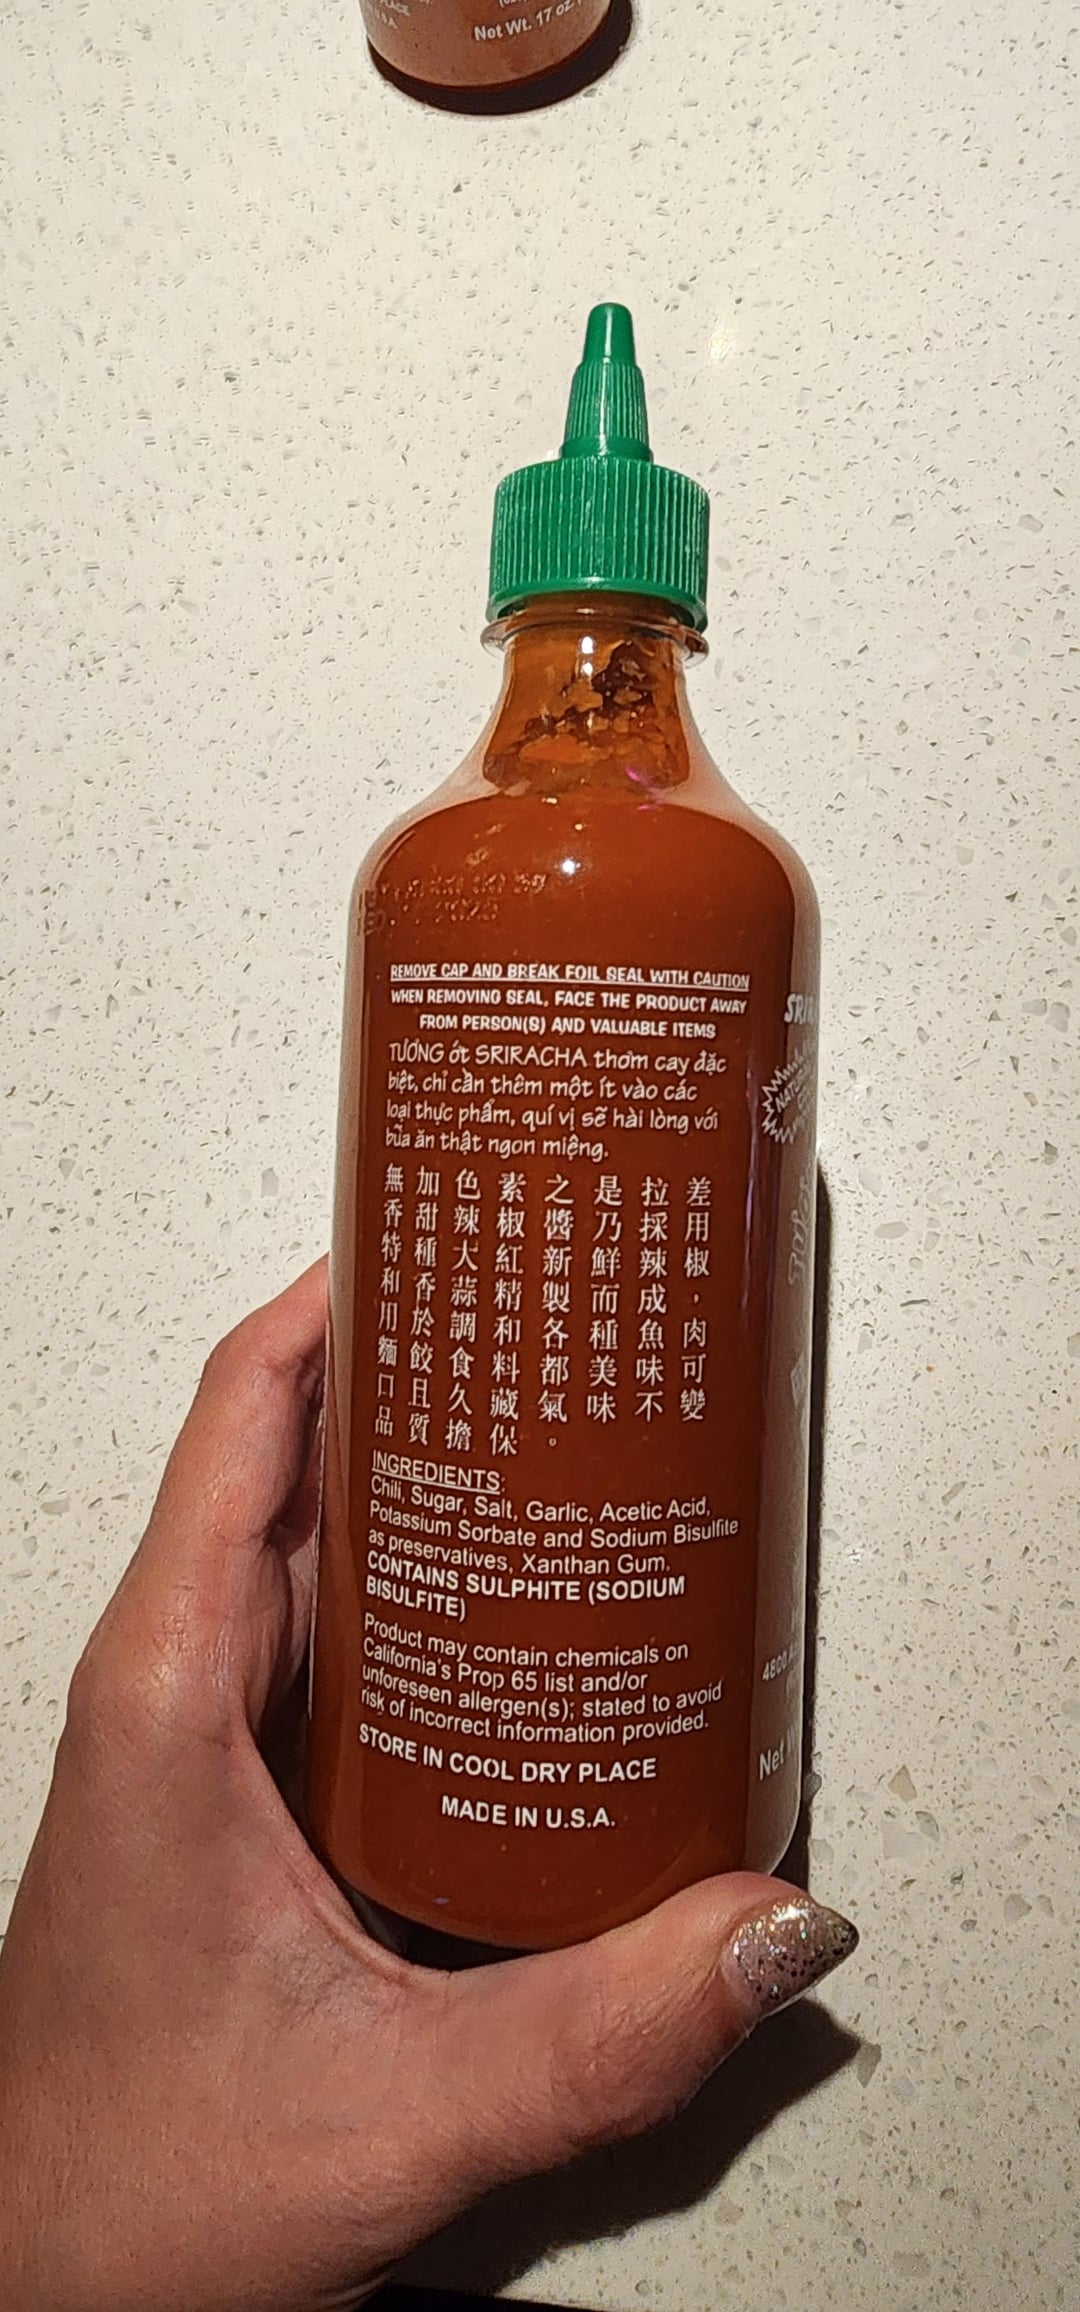 PLACE
U.S.A.
Net Wt. 17 oz.
REMOVE CAP AND BREAK FOIL SEAL WITH CAUTION
WHEN REMOVING SEAL, FACE THE PRODUCT AWAY
FROM PERSON(S) AND VALUABLE ITEMS
TƯƠNG ớt SRIRACHA thơm cay đặc
biệt, chỉ cần thêm một ít vào các
loại thực phẩm, quí vị sẽ hài lòng với
bữa ăn thật ngon miệng.
無加色素之是拉差
香甜辣椒醬乃採用
特種大紅新鮮辣椒
和香蒜精製而成，
用於調和各種魚肉
麵餃食料都美味可
口且久藏氣味不變
品質擔保。
INGREDIENTS:
Chili, Sugar, Salt, Garlic, Acetic Acid,
Potassium Sorbate and Sodium Bisulfite
as preservatives, Xanthan Gum.
CONTAINS SULPHITE (SODIUM
BISULFITE)
Product may contain chemicals on
California's Prop 65 list and/or
unforeseen allergen(s); stated to avoid
risk of incorrect information provided.
STORE IN COOL DRY PLACE
MADE IN U.S.A.
4800
Net